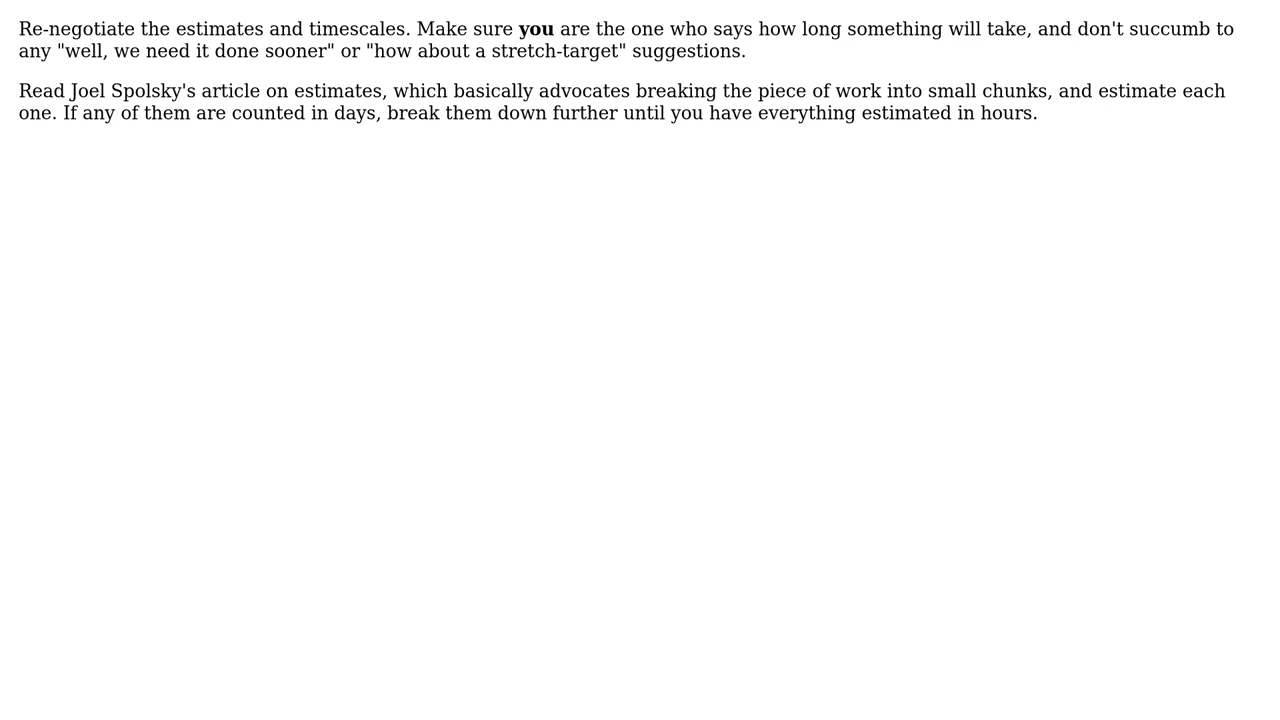 Re-negotiate the estimates and timescales. Make sure you are the one who says how long something will take, and don't succumb to
any "well, we need it done sooner" or "how about a stretch-target" suggestions.
Read Joel Spolsky's article on estimates, which basically advocates breaking the piece of work into small chunks, and estimate each
one. If any of them are counted in days, break them down further until you have everything estimated in hours.